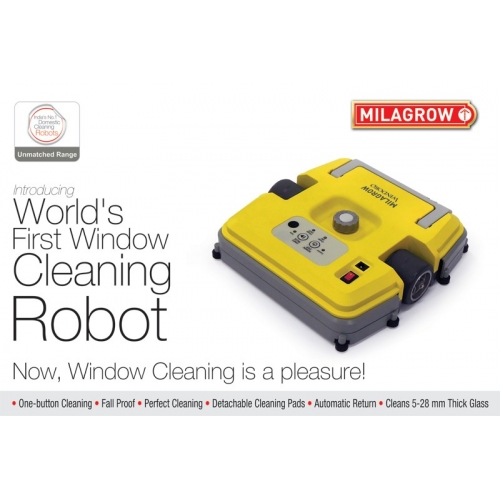 India's No.1
Domestic
Cleaning
Robots
Unmatched Range
MILAGROW
Introducing
World's
First Window
Cleaning
Robot
MILAGROW
WINDORO
Now, Window Cleaning is a pleasure!
• One-button Cleaning • Fall Proof • Perfect Cleaning • Detachable Cleaning Pads • Automatic Return • Cleans 5-28 mm Thick Glass